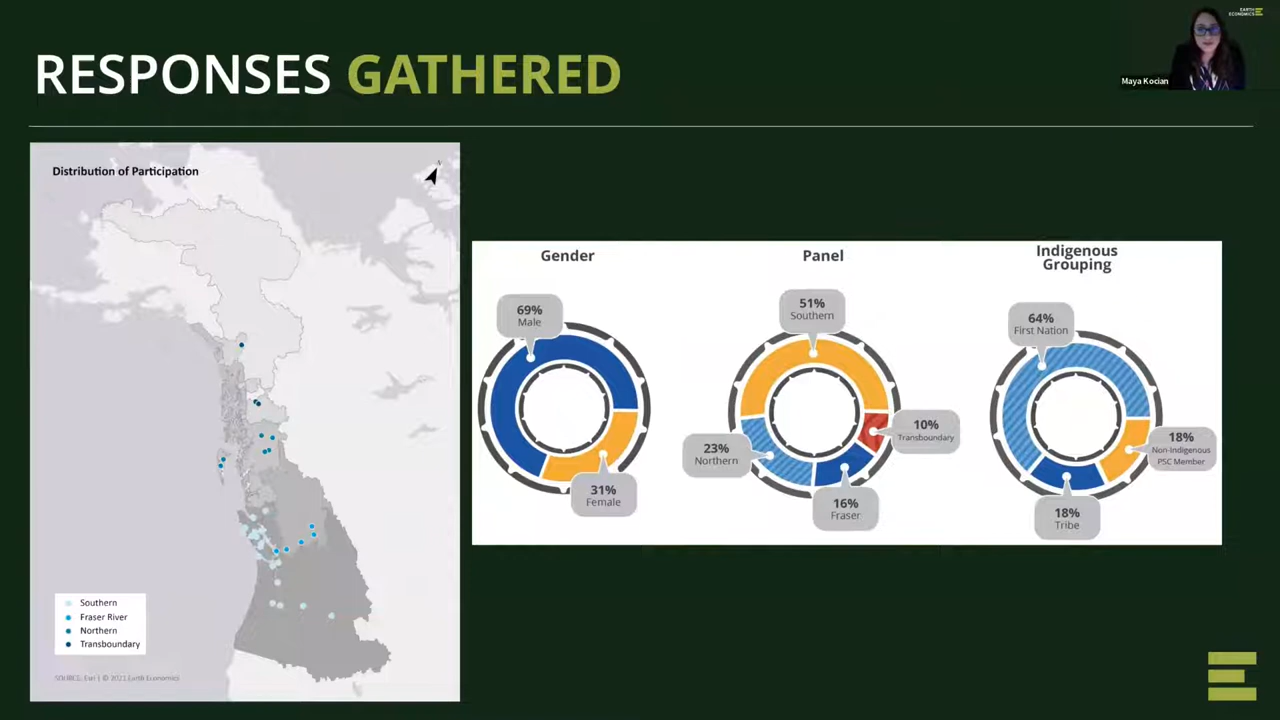 EARTH
ECONOMICS
RESPONSES GATHERED
Maya Kocian
Distribution of Participation
N
Southern
Fraser River
Northern
Transboundary
SOURCE: Esri | © 2021 Earth Economics
Gender
69%
Male
31%
Female
Panel
51%
Southern
10%
Transboundary
23%
Northern
16%
Fraser
Indigenous
Grouping
64%
First Nation
18%
Non-Indigenous
PSC Member
18%
Tribe